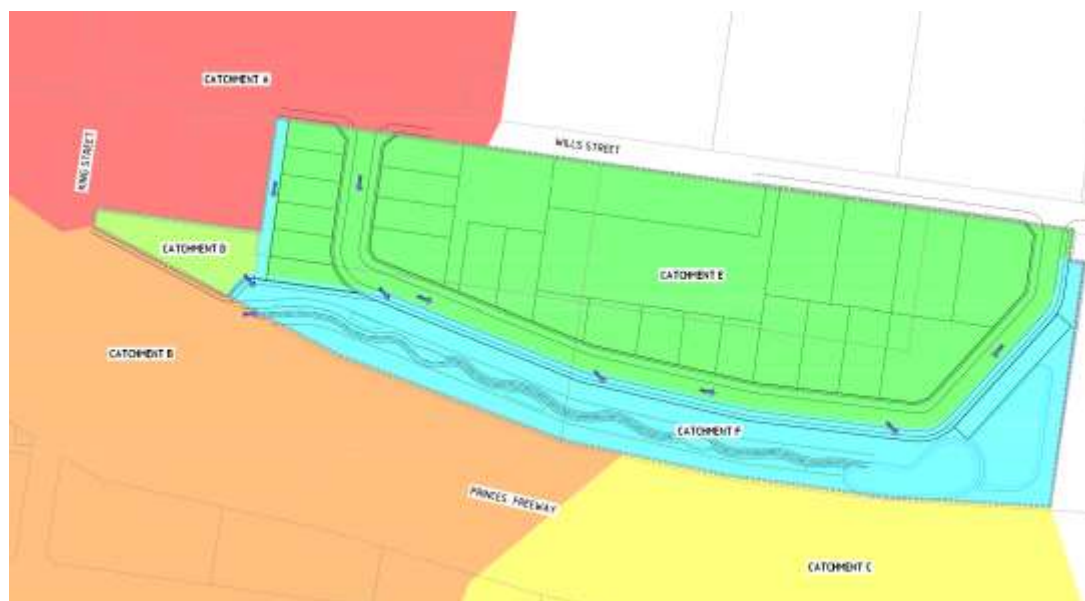 CATCHMENT A
WILLS STREET
KING STREET
CATCHMENT D
CATCHMENT E
CATCHMENT B
CATCHMENT F
PRINCES FREEWAY
CATCHMENT C